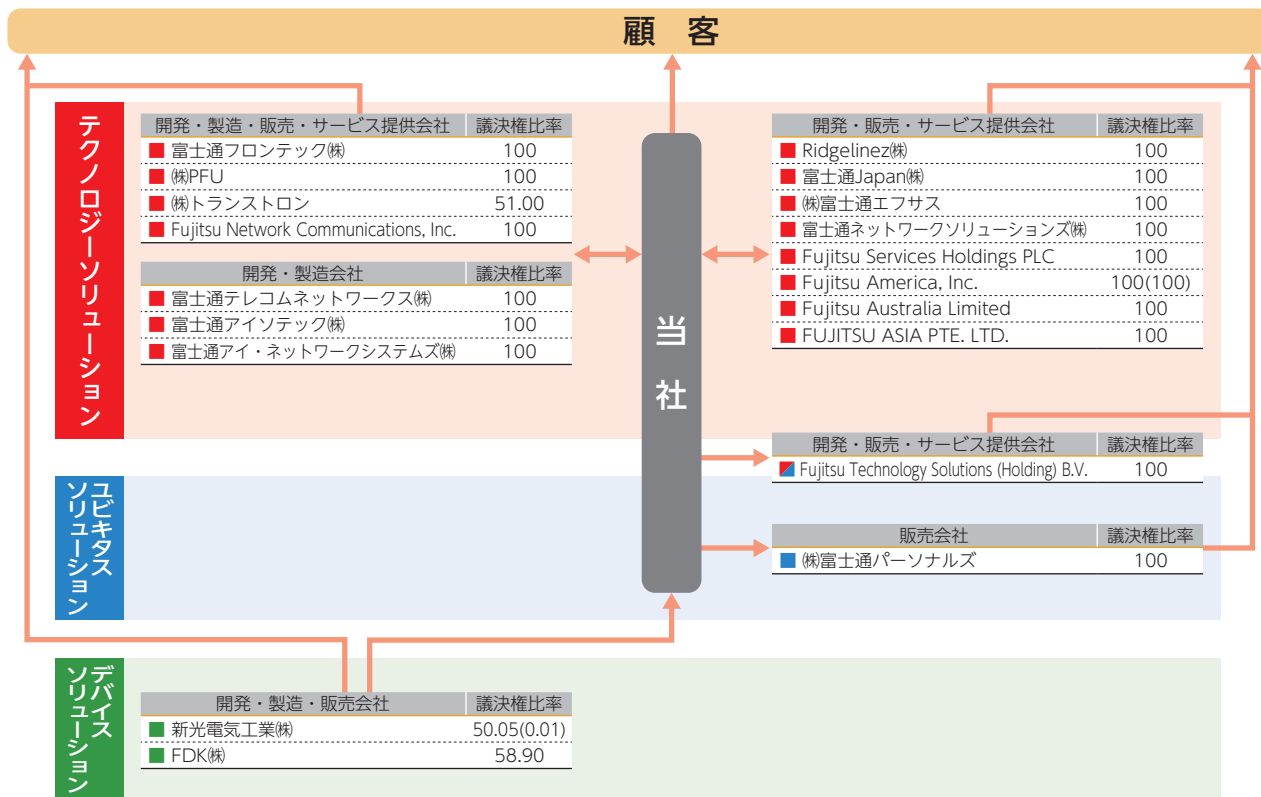 顧 客
テクノロジーソリューション
開発・製造・販売・サービス提供会社 議決権比率
富士通フロンテック㈱ 100
㈱PFU 100
㈱トランストロン 51.00
Fujitsu Network Communications, Inc. 100
開発・製造会社 議決権比率
富士通テレコムネットワークス㈱ 100
富士通アイソテック㈱ 100
富士通アイ・ネットワークシステムズ㈱ 100
当社
開発・販売・サービス提供会社 議決権比率
Ridgelinez㈱ 100
富士通Japan㈱ 100
㈱富士通エフサス 100
富士通ネットワークソリューションズ㈱ 100
Fujitsu Services Holdings PLC 100
Fujitsu America, Inc. 100(100)
Fujitsu Australia Limited 100
FUJITSU ASIA PTE. LTD. 100
開発・販売・サービス提供会社 議決権比率
Fujitsu Technology Solutions (Holding) B.V. 100
ユビキタス
ソリューション
販売会社 議決権比率
㈱富士通パーソナルズ 100
デバイス
ソリューション
開発・製造・販売会社 議決権比率
新光電気工業㈱ 50.05(0.01)
FDK㈱ 58.90